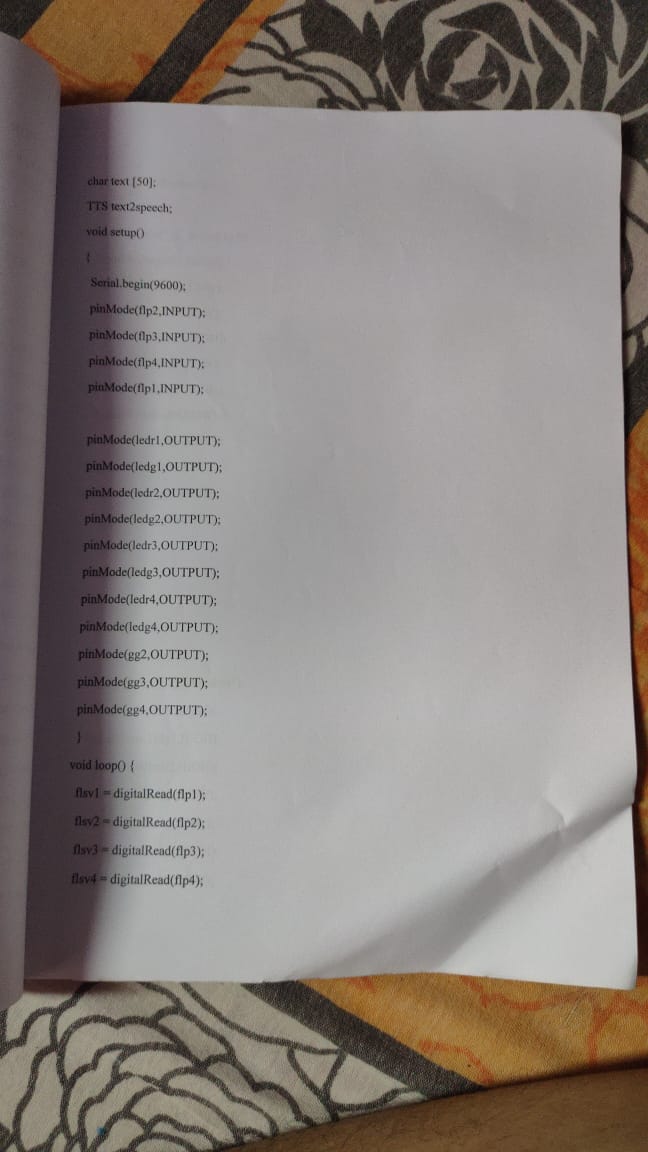 char text [50];
TTS text2speech;
void setup()
{
Serial.begin(9600);
pinMode(flp2,INPUT);
pinMode(flp3,INPUT);
pinMode(flp4,INPUT);
pinMode(flp1,INPUT);
pinMode(ledr1,OUTPUT);
pinMode(ledg1,OUTPUT);
pinMode(ledr2,OUTPUT);
pinMode(ledg2,OUTPUT);
pinMode(ledr3,OUTPUT);
pinMode(ledg3,OUTPUT);
pinMode(ledr4,OUTPUT);
pinMode(ledg4,OUTPUT);
pinMode(gg2,OUTPUT);
pinMode(gg3,OUTPUT);
pinMode(gg4,OUTPUT);
}
void loop() {
flsv1 = digitalRead(flp1);
flsv2 = digitalRead(flp2);
flsv3 = digitalRead(flp3);
flsv4 = digitalRead(flp4);